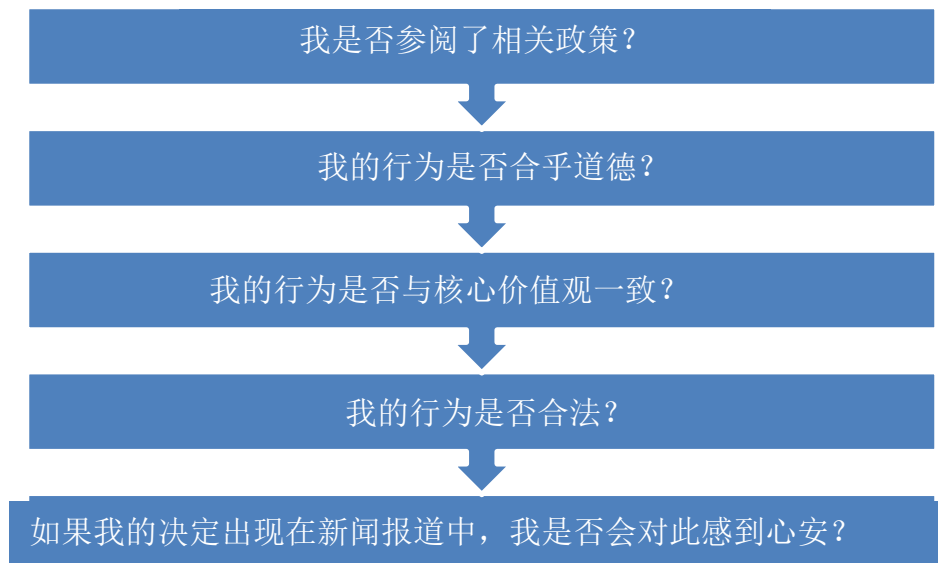 我是否参阅了相关政策？
我的行为是否合乎道德？
我的行为是否与核心价值观一致？
我的行为是否合法？
如果我的决定出现在新闻报道中，我是否会对此感到心安？